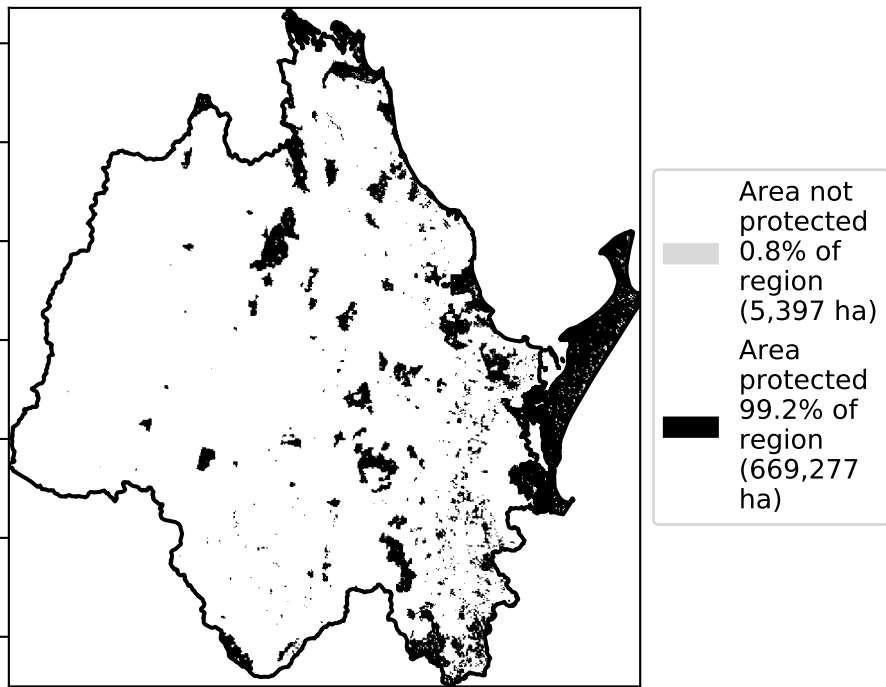 Area not
protected
0.8% of
region
(5,397 ha)
Area
protected
99.2% of
region
(669,277
ha)